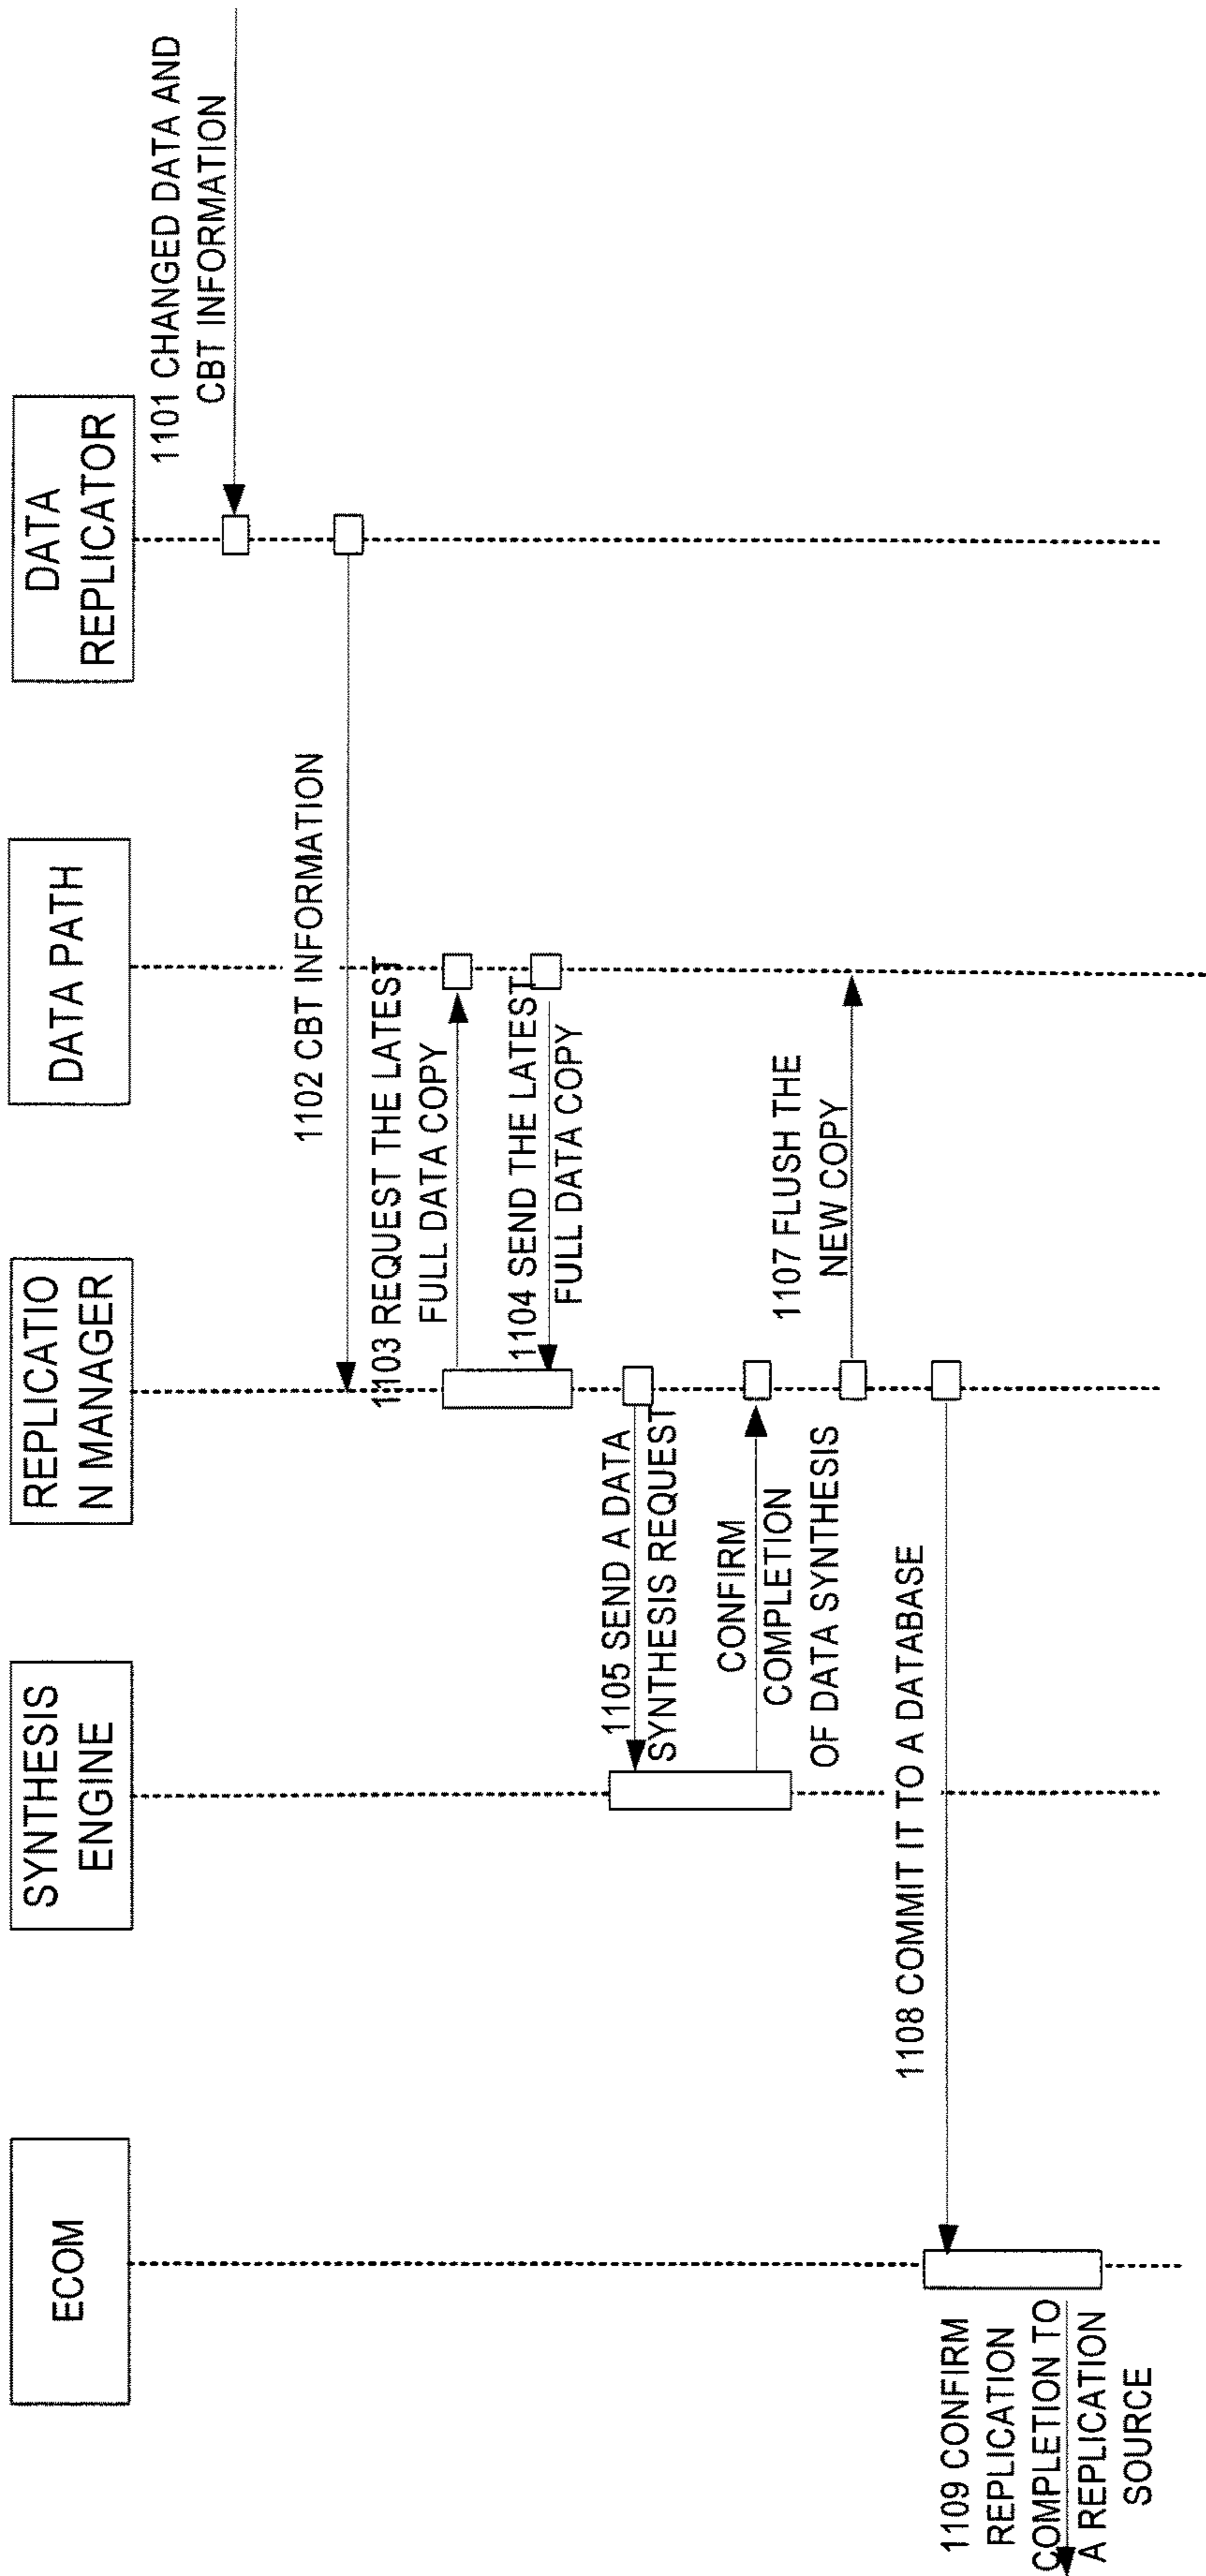 ECOM
SYNTHESIS
ENGINE
REPLICATIO
N MANAGER
DATA PATH
DATA
REPLICATOR
1101 CHANGED DATA AND
CBT INFORMATION
1102 CBT INFORMATION
1103 REQUEST THE LATEST
FULL DATA COPY
1104 SEND THE LATEST
FULL DATA COPY
1105 SEND A DATA
SYNTHESIS REQUEST
CONFIRM
COMPLETION
OF DATA SYNTHESIS
1107 FLUSH THE
NEW COPY
1108 COMMIT IT TO A DATABASE
1109 CONFIRM
REPLICATION
COMPLETION TO
A REPLICATION
SOURCE